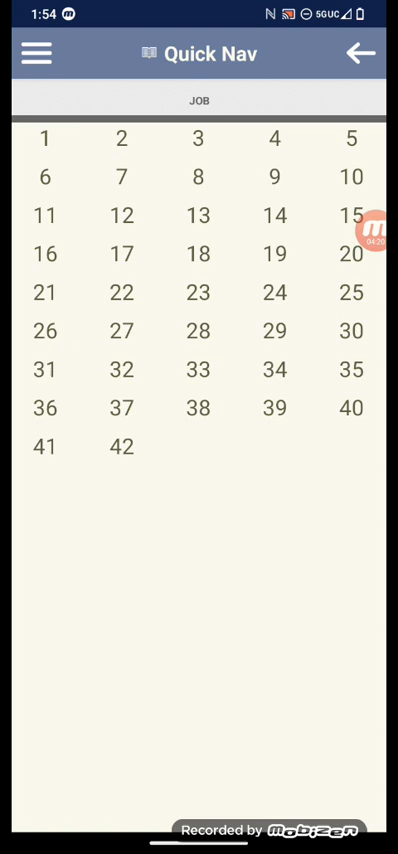 1:54 m 5GUC
Quick Nav
JOB
1 2 3 4 5
6 7 8 9 10
11 12 13 14 15
m
04:20
16 17 18 19 20
21 22 23 24 25
26 27 28 29 30
31 32 33 34 35
36 37 38 39 40
41 42
Recorded by mobizen